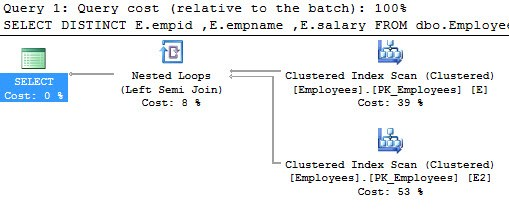 Query 1: Query cost (relative to the batch): 100%
SELECT DISTINCT E.empid ,E.empname ,E.salary FROM dbo.Employee
SELECT
Cost: 0 %
Nested Loops
(Left Semi Join)
Cost: 8 %
Clustered Index Scan (Clustered)
[Employees].[PK_Employees] [E]
Cost: 39 %
Clustered Index Scan (Clustered)
[Employees].[PK_Employees] [E2]
Cost: 53 %